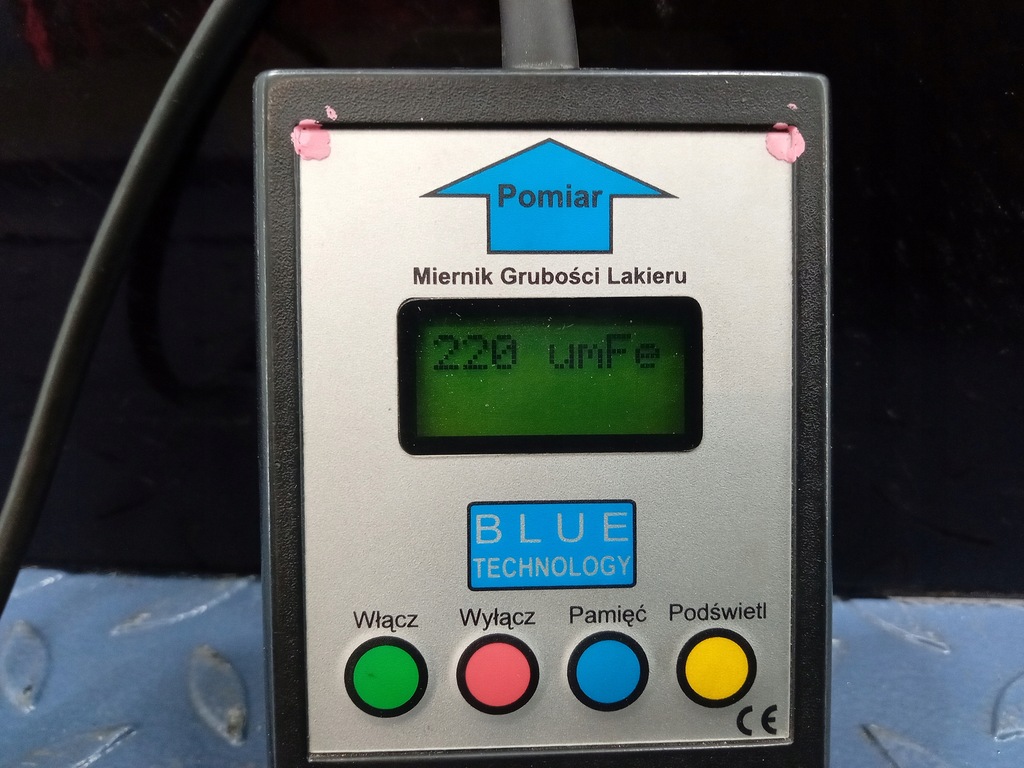 Pomiar
Miernik Grubości Lakieru
220 umFe
BLUE
TECHNOLOGY
Włącz Wyłącz Pamięć Podświetl
CE